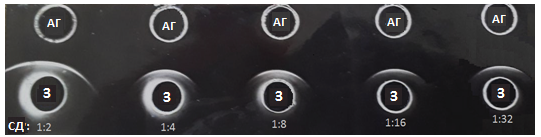 АГ АГ АГ АГ АГ
З З З З З
СД: 1:2 1:4 1:8 1:16 1:32